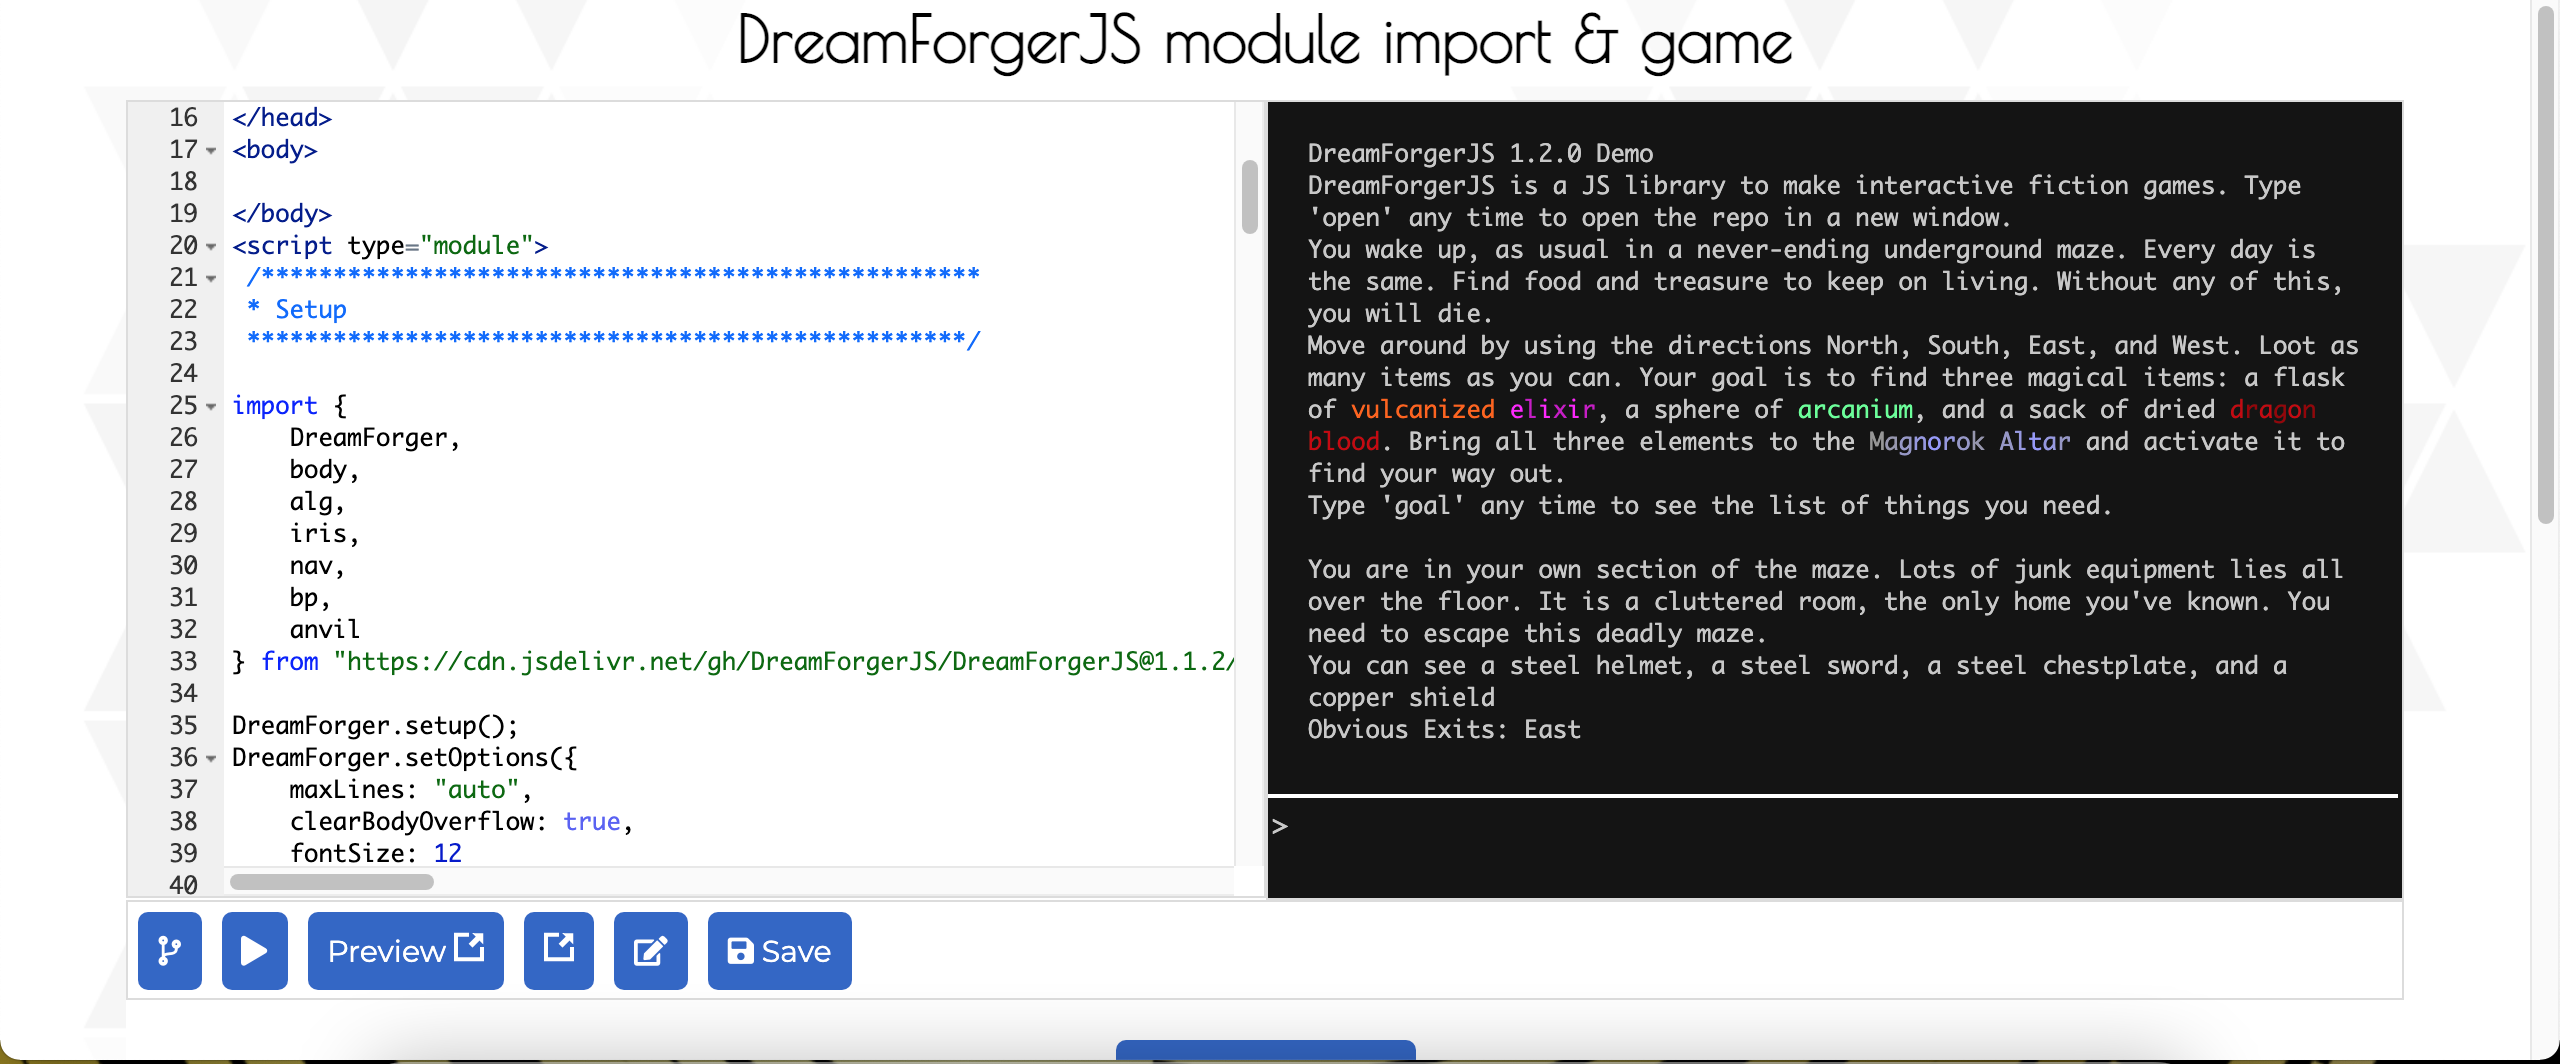 DreamForgerJS module import & game
16 </head>
17 <body>
18
19 </body>
20 <script type="module">
21 /**************************************************
22 * Setup
23 **************************************************/
24
25 import {
26 DreamForger,
27 body,
28 alg,
29 iris,
30 nav,
31 bp,
32 anvil
33 } from "https://cdn.jsdelivr.net/gh/DreamForgerJS/DreamForgerJS@1.1.2/
34
35 DreamForger.setup();
36 DreamForger.setOptions({
37 maxLines: "auto",
38 clearBodyOverflow: true,
39 fontSize: 12
40
DreamForgerJS 1.2.0 Demo
DreamForgerJS is a JS library to make interactive fiction games. Type
'open' any time to open the repo in a new window.
You wake up, as usual in a never-ending underground maze. Every day is
the same. Find food and treasure to keep on living. Without any of this,
you will die.
Move around by using the directions North, South, East, and West. Loot as
many items as you can. Your goal is to find three magical items: a flask
of vulcanized elixir, a sphere of arcanium, and a sack of dried dragon
blood. Bring all three elements to the Magnorok Altar and activate it to
find your way out.
Type 'goal' any time to see the list of things you need.
You are in your own section of the maze. Lots of junk equipment lies all
over the floor. It is a cluttered room, the only home you've known. You
need to escape this deadly maze.
You can see a steel helmet, a steel sword, a steel chestplate, and a
copper shield
Obvious Exits: East
>
Preview
Save